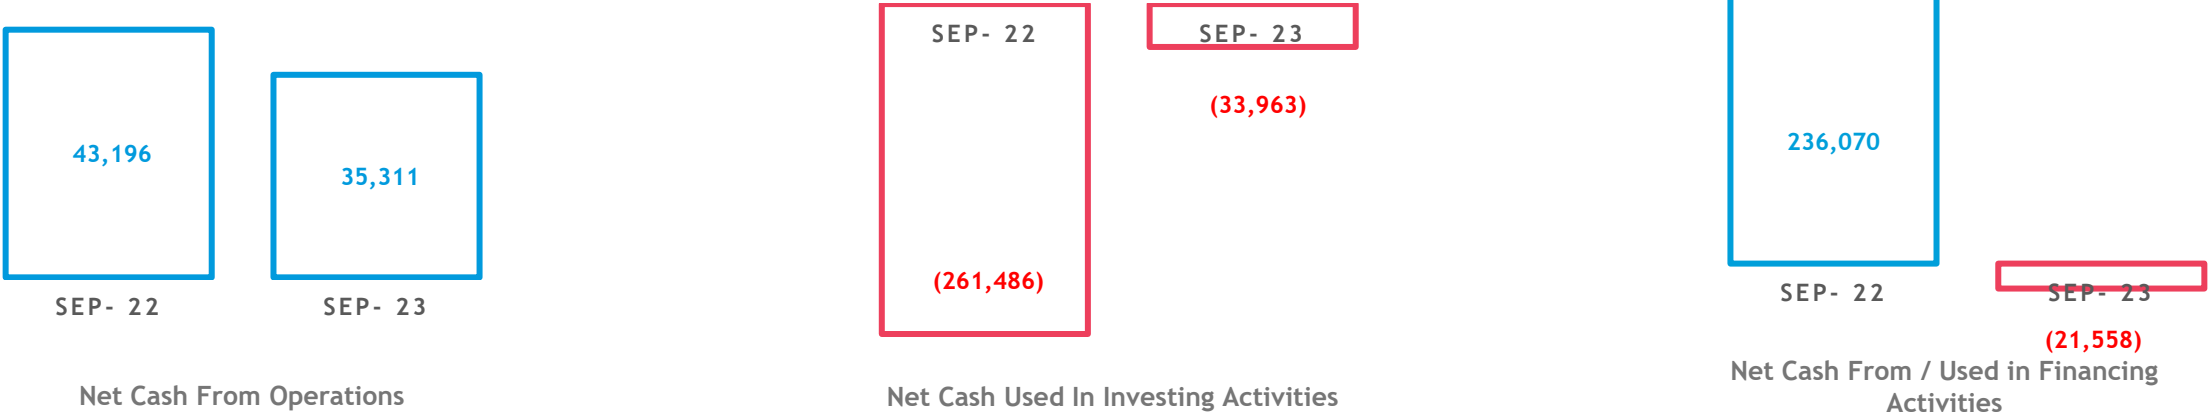 43,196
35,311
SEP- 22
SEP- 23
Net Cash From Operations
SEP- 22
SEP- 23
(33,963)
(261,486)
Net Cash Used In Investing Activities
236,070
SEP- 22
SEP- 23
(21,558)
Net Cash From / Used in Financing
Activities